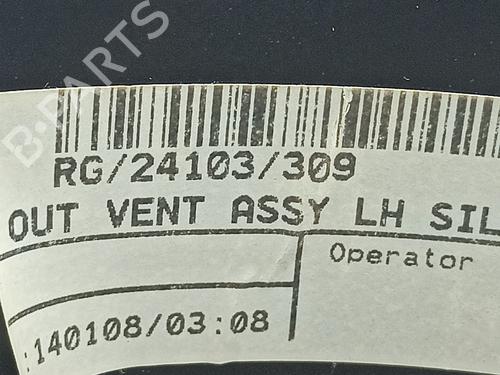 B-PARTS
RG/24103/309
OUT VENT ASSY LH SIL
Operator
:140108/03:08